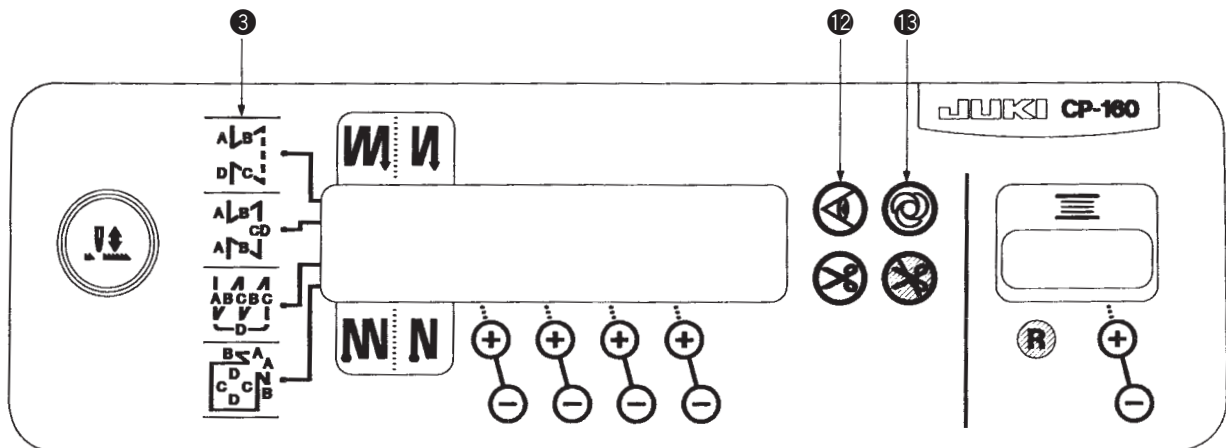 3 12 13
JUKI CP-160
A B
D C
A B
CD
A B
A B C B C
D
B A A
D
C C B
D
+ + + + R +
- - - - -